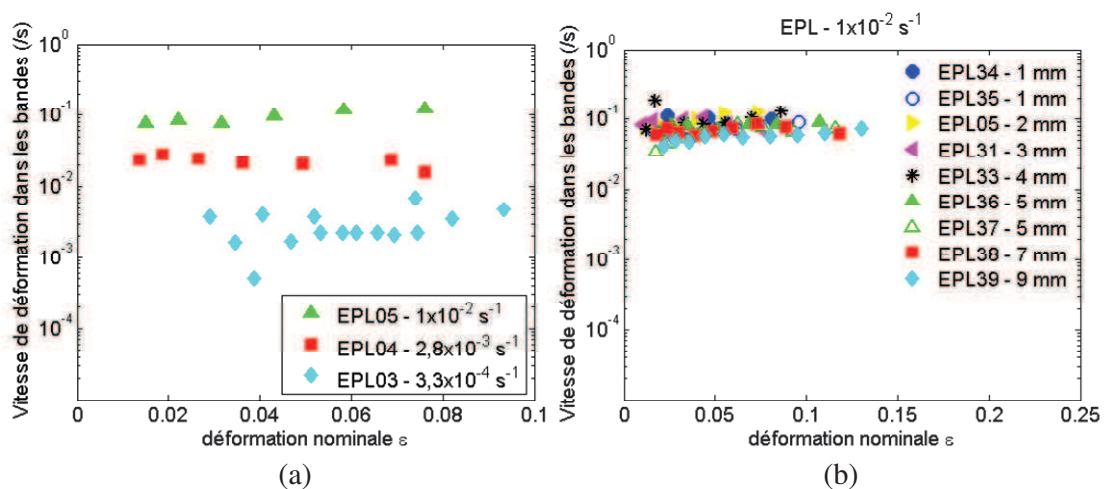 Vitesse de déformation dans les bandes (/s)
10^0
10^-1
10^-2
10^-3
10^-4
0 0.02 0.04 0.06 0.08 0.1
déformation nominale ε
EPL05 - 1x10^-2 s^-1
EPL04 - 2,8x10^-3 s^-1
EPL03 - 3,3x10^-4 s^-1
(a)
EPL - 1x10^-2 s^-1
Vitesse de déformation dans les bandes (/s)
10^0
10^-1
10^-2
10^-3
10^-4
0 0.05 0.1 0.15 0.2 0.25
déformation nominale ε
EPL34 - 1 mm
EPL35 - 1 mm
EPL05 - 2 mm
EPL31 - 3 mm
EPL33 - 4 mm
EPL36 - 5 mm
EPL37 - 5 mm
EPL38 - 7 mm
EPL39 - 9 mm
(b)